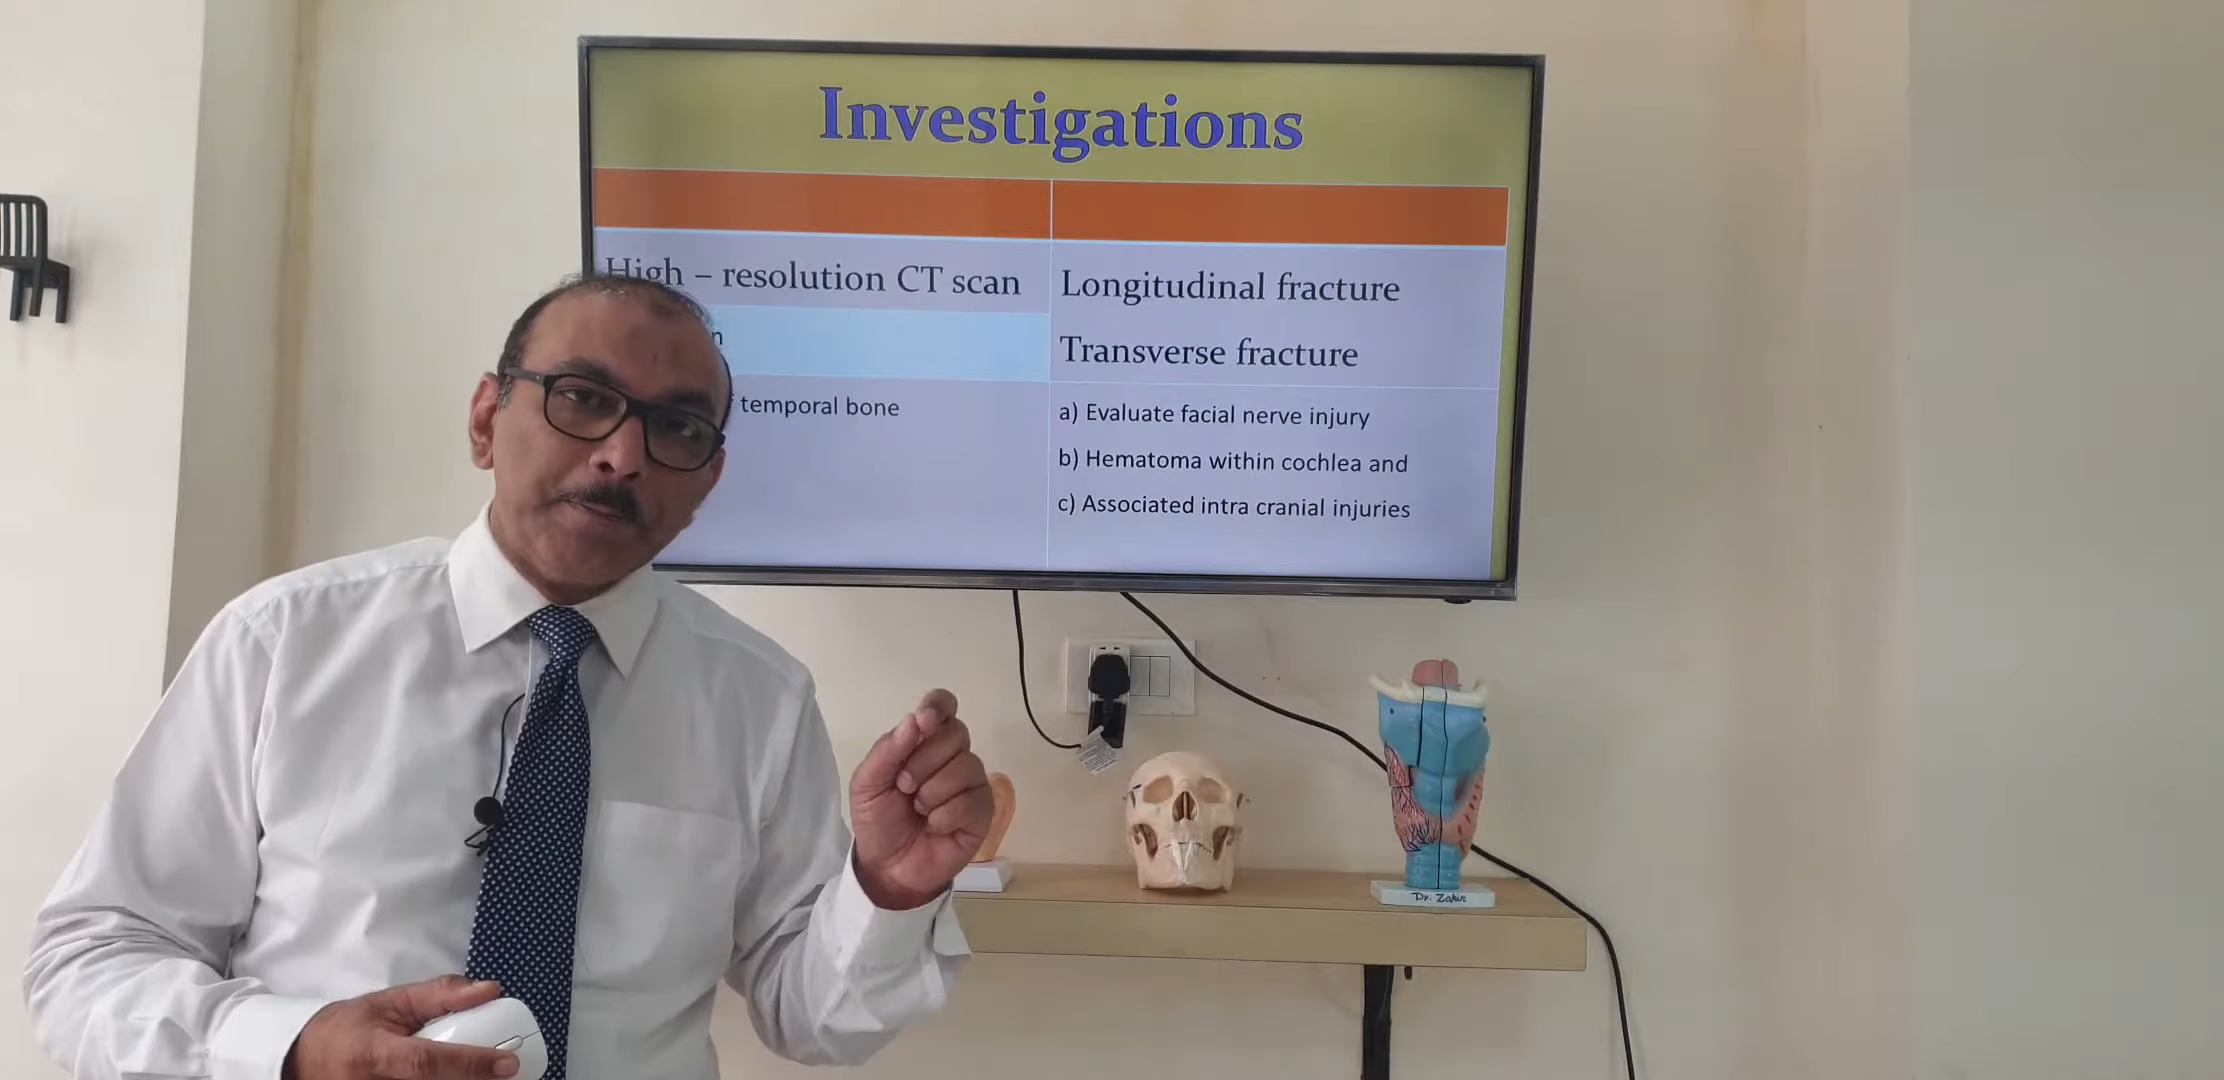 Investigations
High – resolution CT scan
Longitudinal fracture
Transverse fracture
temporal bone
a) Evaluate facial nerve injury
b) Hematoma within cochlea and
c) Associated intra cranial injuries
Dr. Zakir